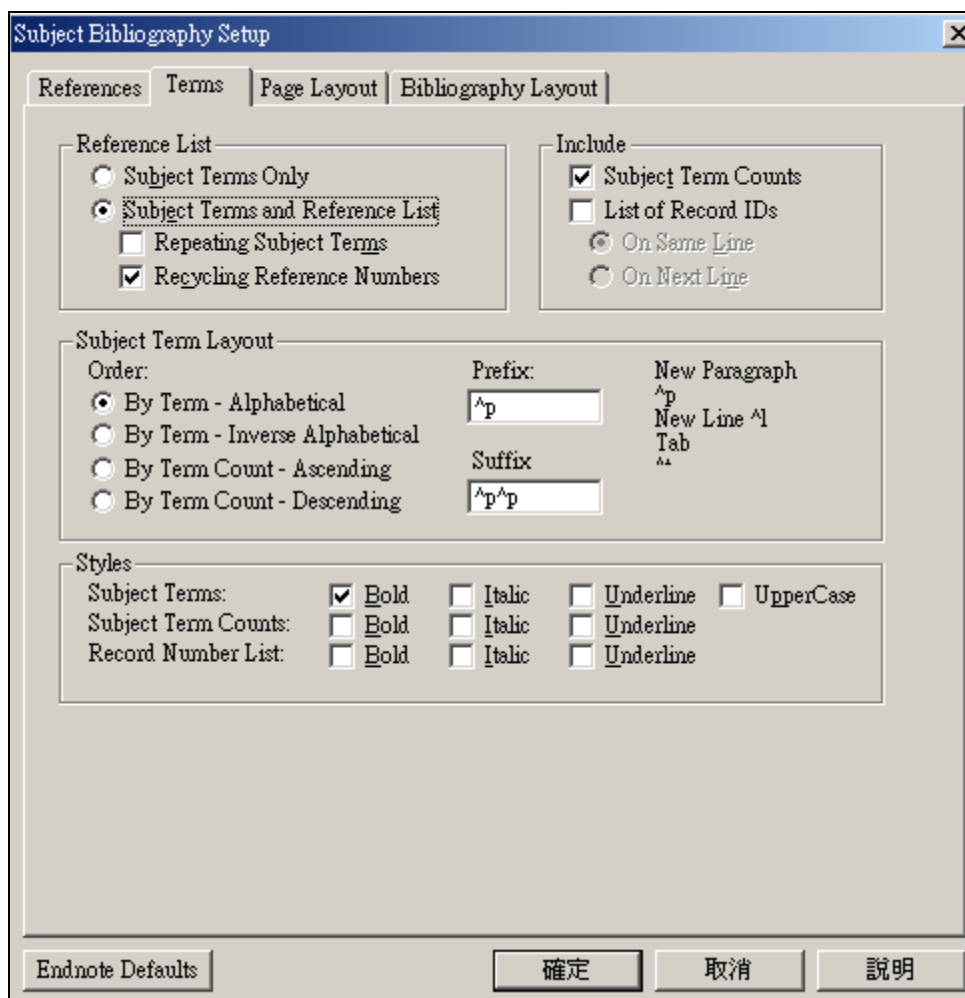 Subject Bibliography Setup
References Terms Page Layout Bibliography Layout
Reference List
Subject Terms Only
Subject Terms and Reference List
Repeating Subject Terms
Recycling Reference Numbers
Include
Subject Term Counts
List of Record IDs
On Same Line
On Next Line
Subject Term Layout
Order:
By Term - Alphabetical
By Term - Inverse Alphabetical
By Term Count - Ascending
By Term Count - Descending
Prefix:
^p
Suffix
^p^p
New Paragraph
^p
New Line ^l
Tab
Styles
Subject Terms: Bold Italic Underline UpperCase
Subject Term Counts: Bold Italic Underline
Record Number List: Bold Italic Underline
Endnote Defaults 確定 取消 說明